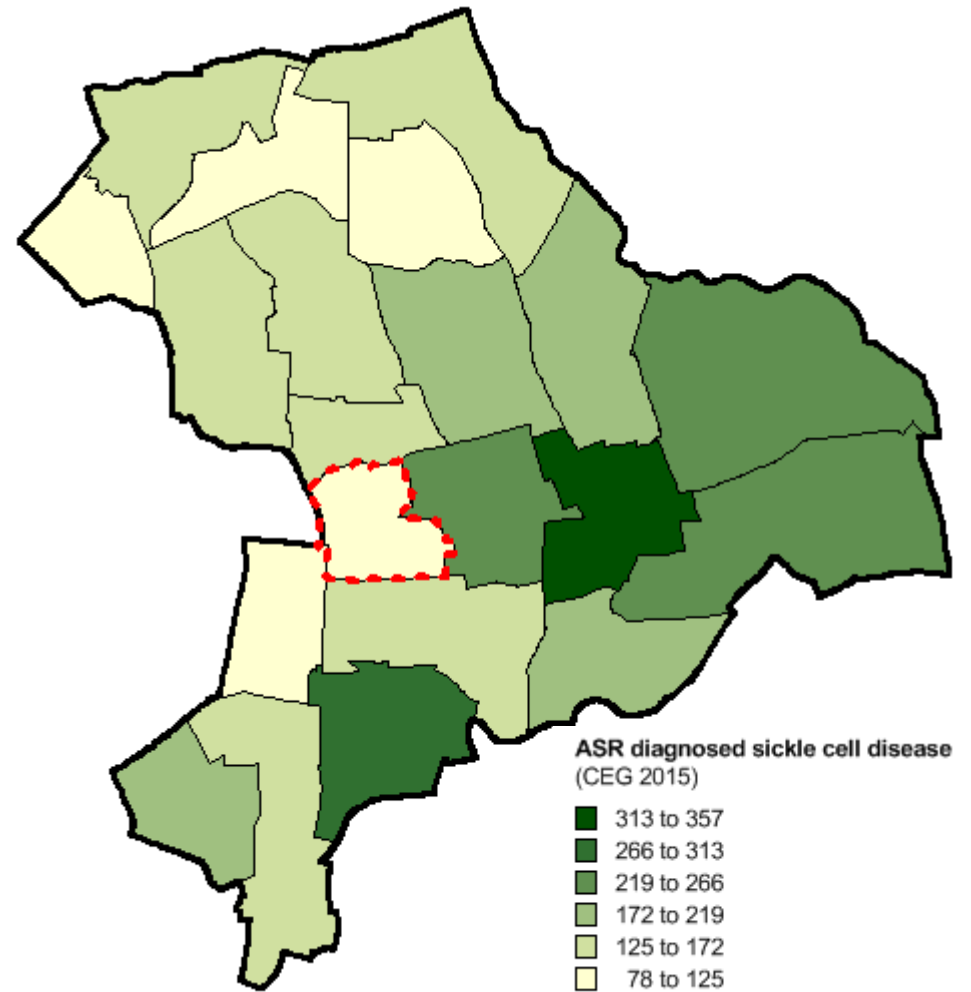 ASR diagnosed sickle cell disease
(CEG 2015)
313 to 357
266 to 313
219 to 266
172 to 219
125 to 172
78 to 125